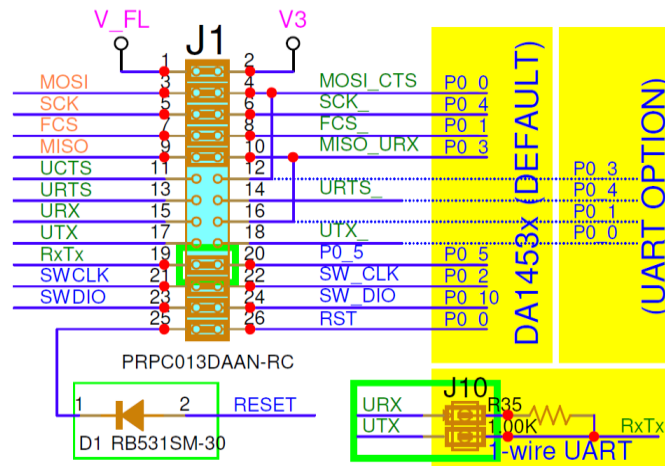 V_FL J1 V3
1 2
MOSI 3 4 MOSI_CTS P0_0
SCK 5 6 SCK_ P0_4
FCS 7 8 FCS_ P0_1
MISO 9 10 MISO_URX P0_3
UCTS 11 12 P0_3
URTS 13 14 URTS_ P0_4
URX 15 16 P0_1
UTX 17 18 UTX_ P0_0
RxTx 19 20 P0_5 P0_5
SWCLK 21 22 SW_CLK P0_2
SWDIO 23 24 SW_DIO P0_10
25 26 RST P0_0
DA1453x (DEFAULT)
(UART OPTION)
PRPC013DAAN-RC
1 2 RESET
D1 RB531SM-30
J10
URX R35
UTX 1.00K RxTx
1-wire UART